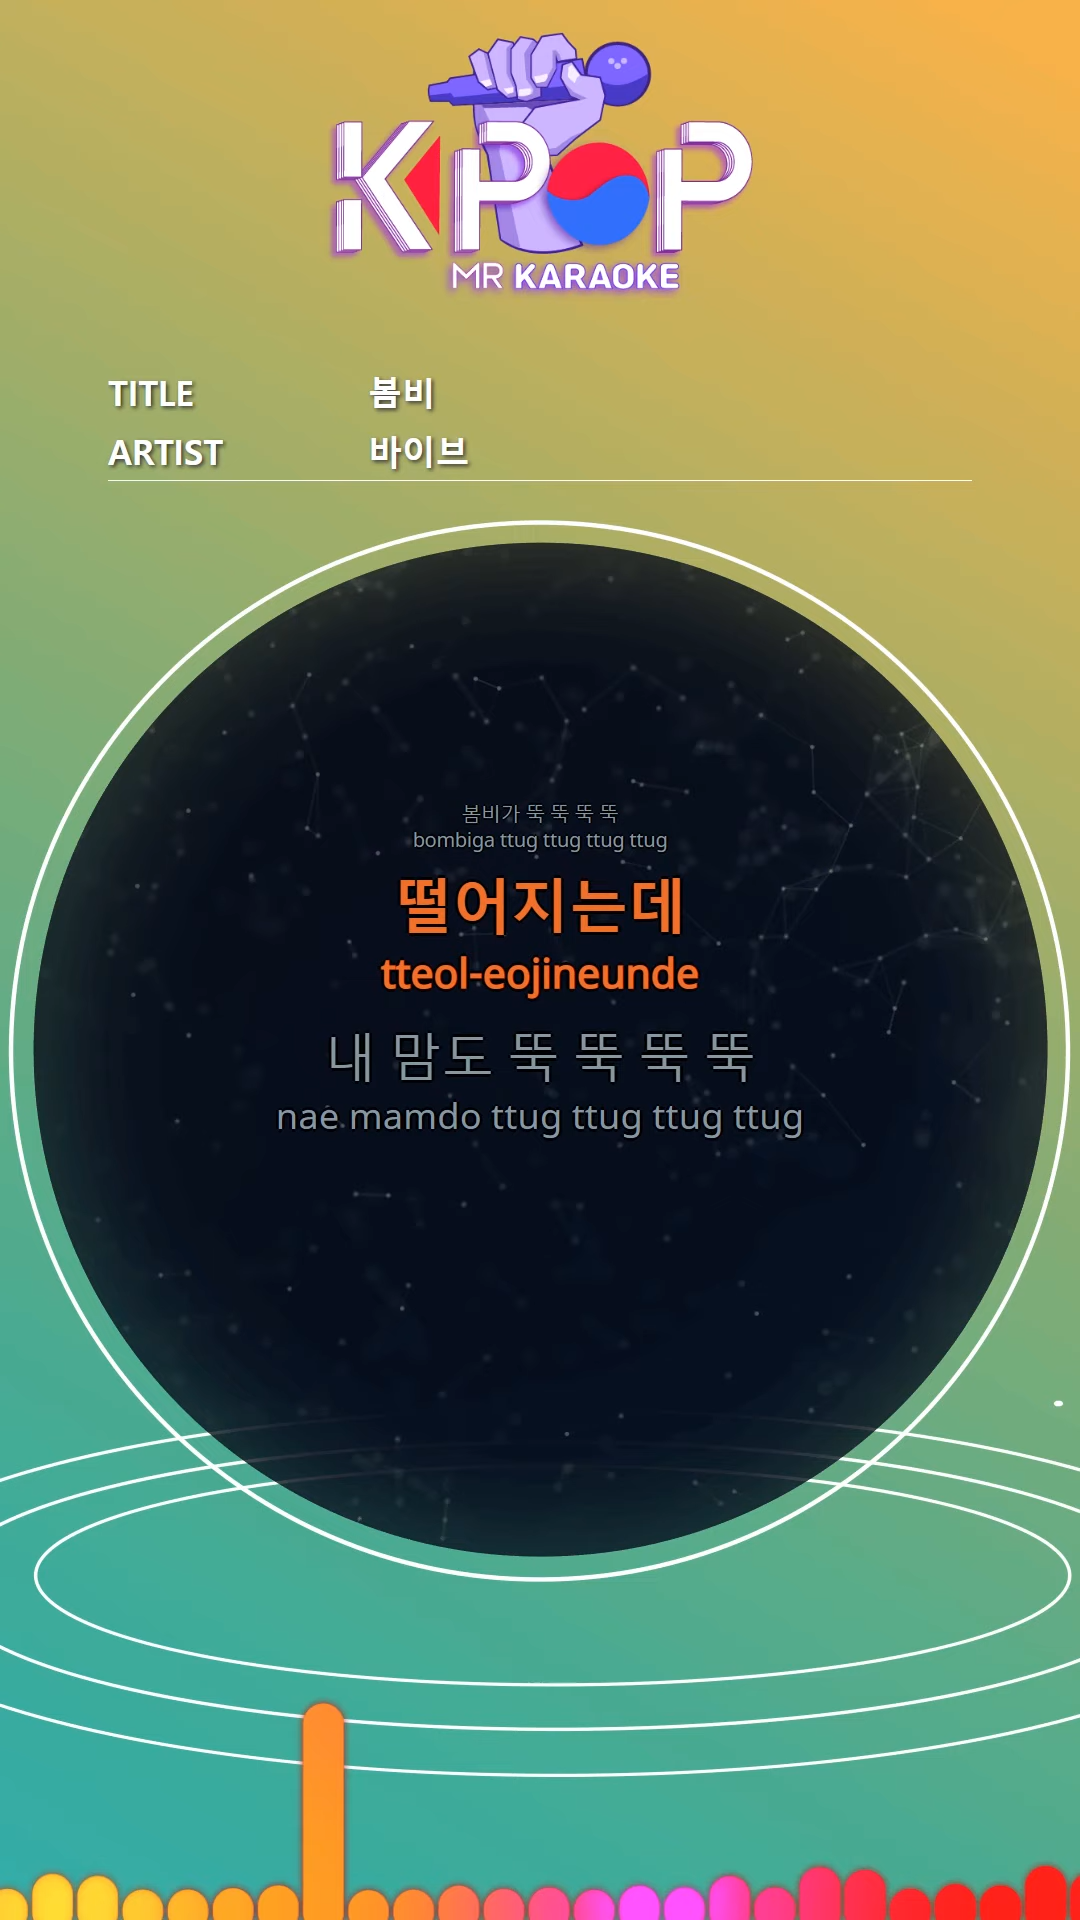 KPOP
MR KARAOKE
TITLE 봄비
ARTIST 바이브
봄비가 뚝 뚝 뚝 뚝
bombiga ttug ttug ttug ttug
떨어지는데
tteol-eojineunde
내 맘도 뚝 뚝 뚝 뚝
nae mamdo ttug ttug ttug ttug